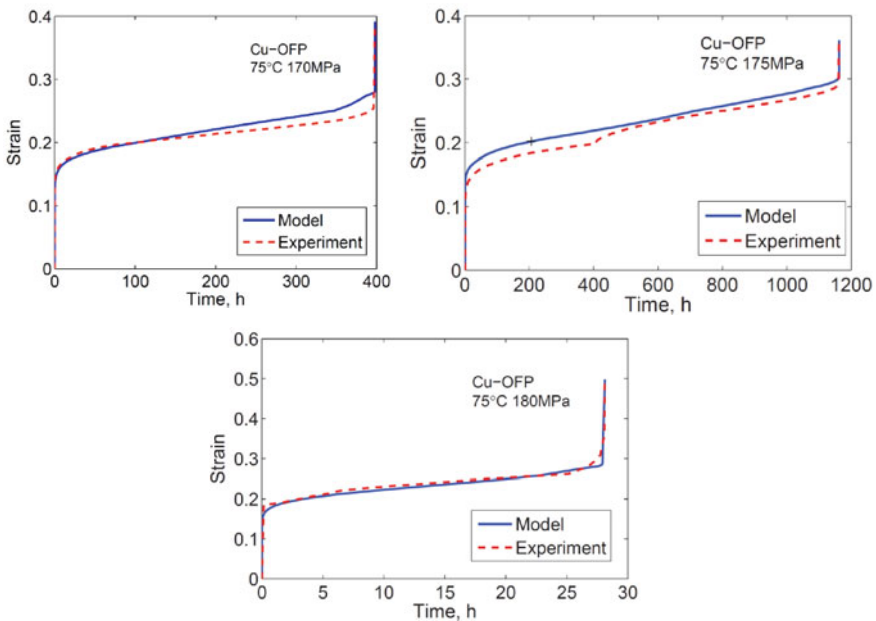 0.4
0.3
0.2
0.1
0
Strain
Cu-OFP
75°C 170MPa
Model
Experiment
0 100 200 300 400
Time, h
0.4
0.3
0.2
0.1
0
Strain
Cu-OFP
75°C 175MPa
Model
Experiment
0 200 400 600 800 1000 1200
Time, h
0.6
0.5
0.4
0.3
0.2
0.1
0
Strain
Cu-OFP
75°C 180MPa
Model
Experiment
0 5 10 15 20 25 30
Time, h